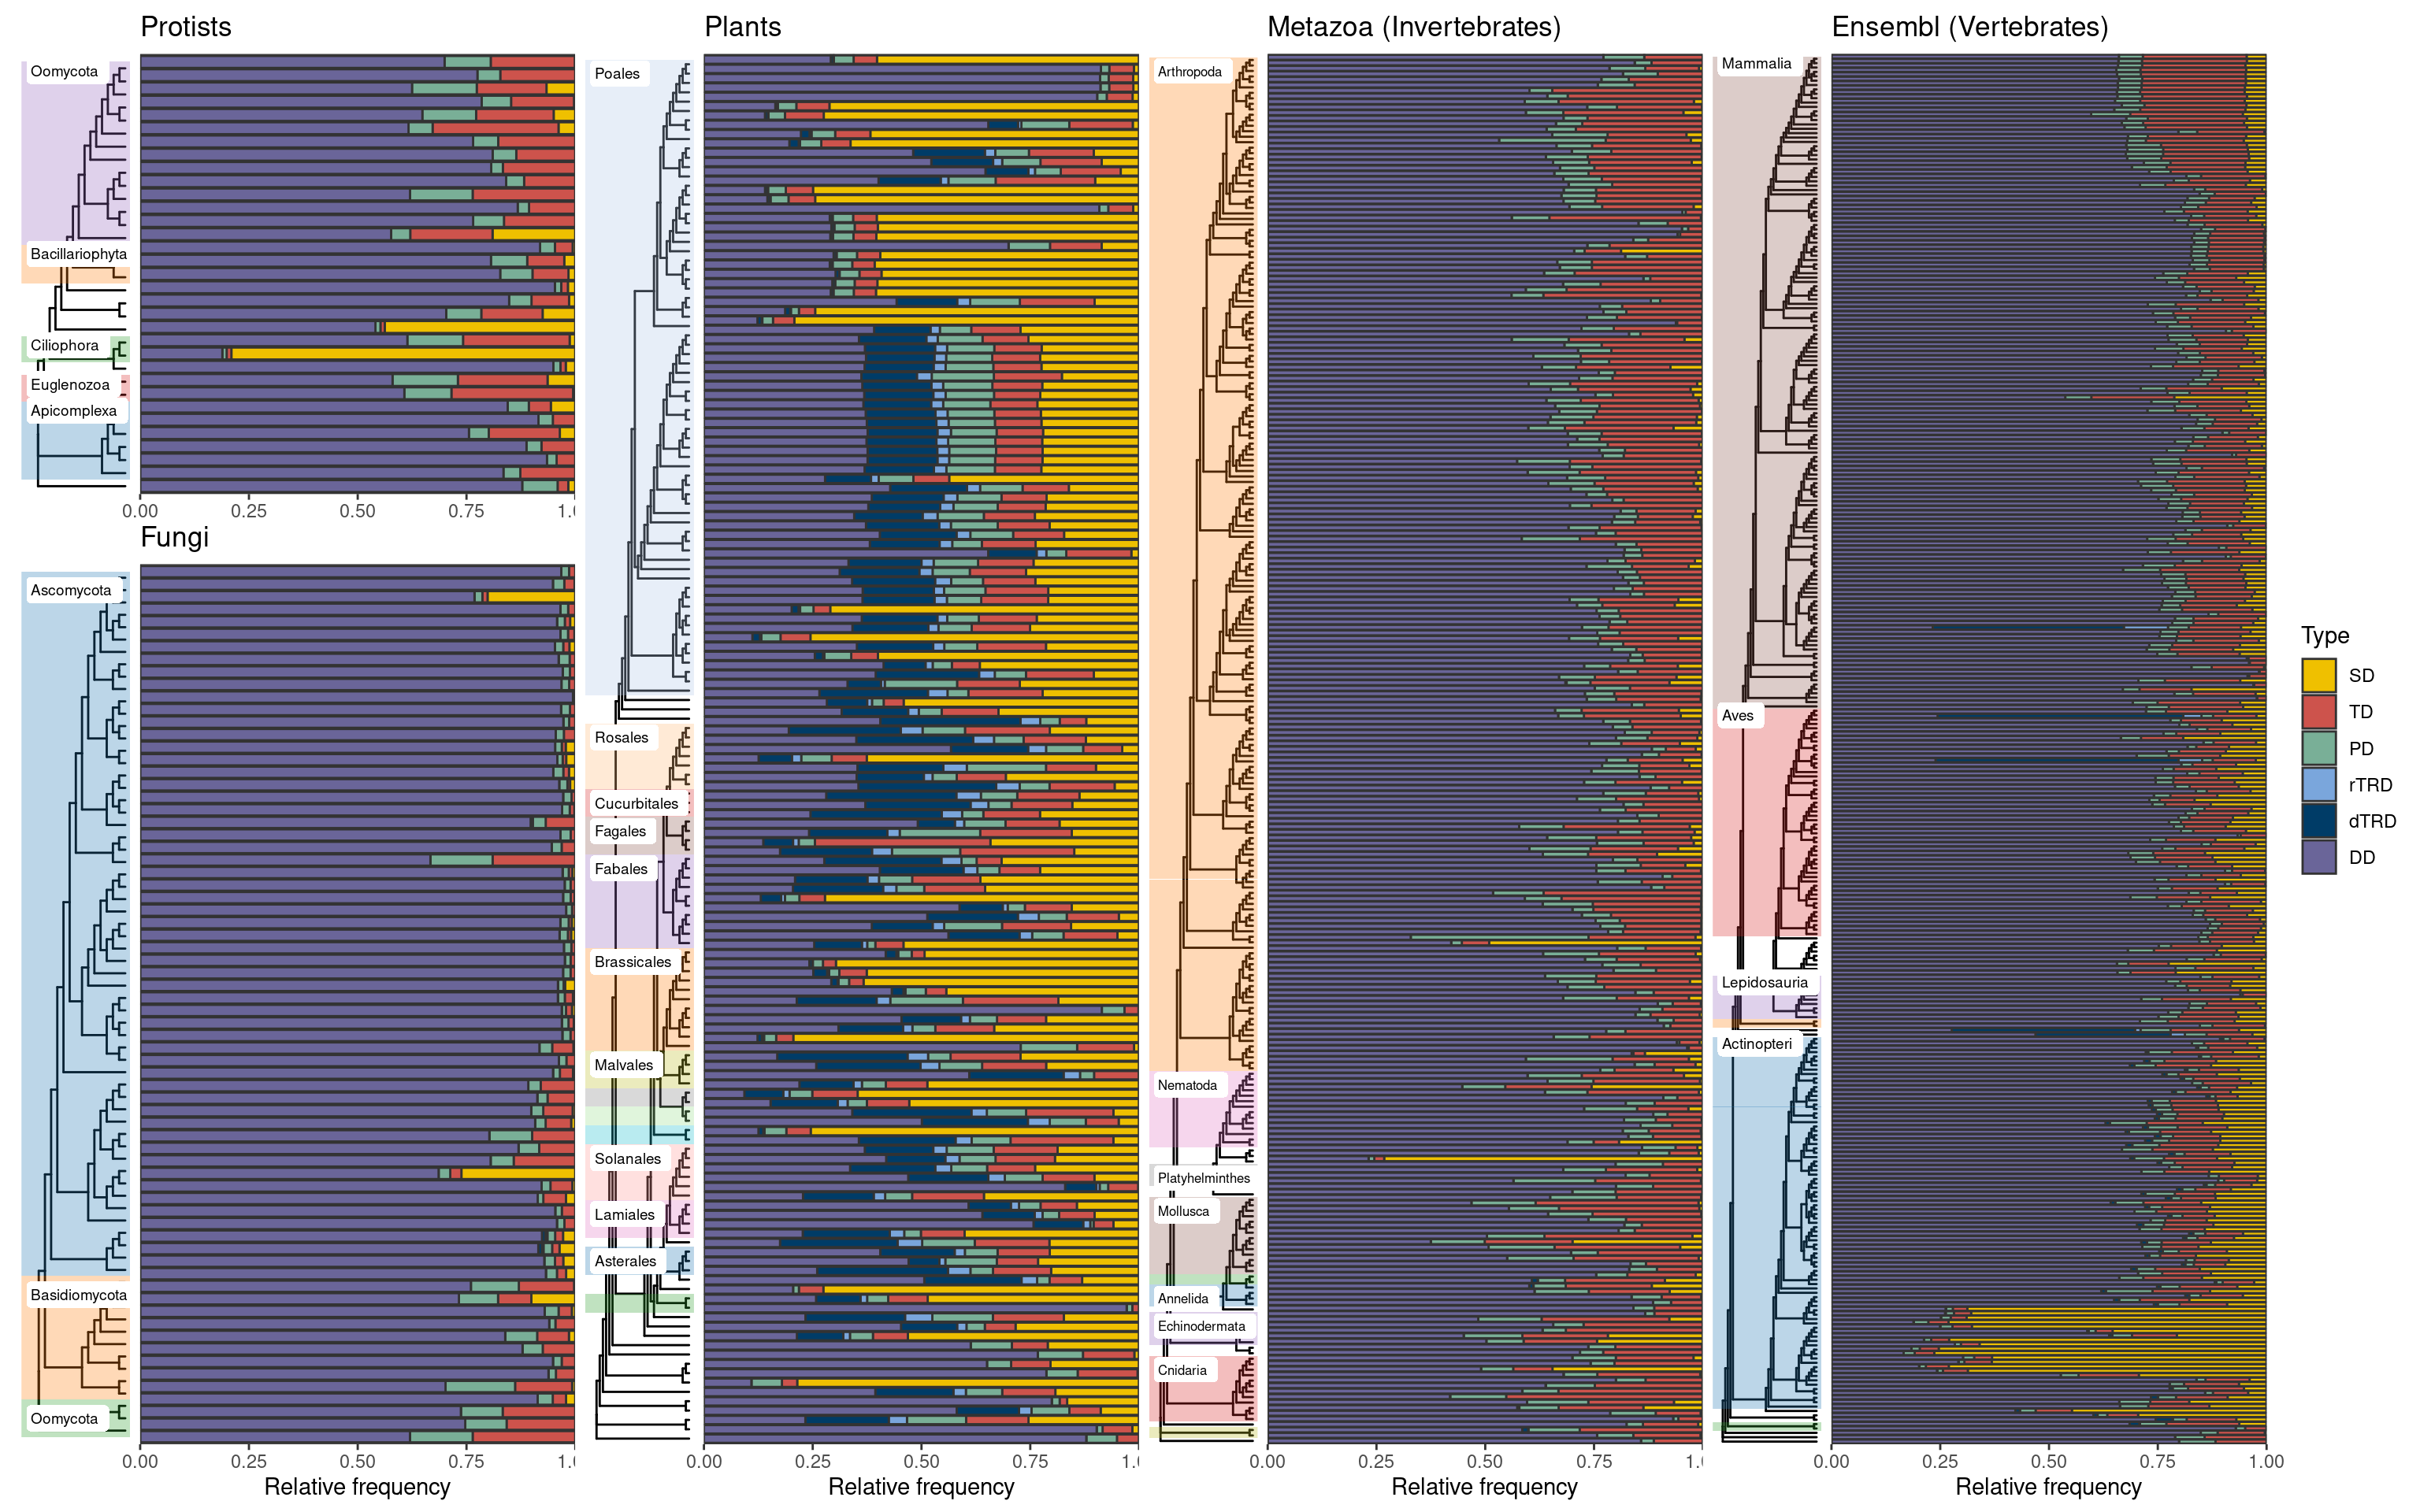 Protists
Oomycota
Bacillariophyta
Ciliophora
Euglenozoa
Apicomplexa
0.00 0.25 0.50 0.75 1.(
Fungi
Ascomycota
Basidiomycota
Oomycota
0.00 0.25 0.50 0.75 1.(
Relative frequency
Plants
Poales
Rosales
Cucurbitales
Fagales
Fabales
Brassicales
Malvales
Solanales
Lamiales
Asterales
0.00 0.25 0.50 0.75 1.(
Relative frequency
Metazoa (Invertebrates)
Arthropoda
Nematoda
Platyhelminthes
Mollusca
Annelida
Echinodermata
Cnidaria
0.00 0.25 0.50 0.75 1.(
Relative frequency
Ensembl (Vertebrates)
Mammalia
Aves
Lepidosauria
Actinopteri
0.00 0.25 0.50 0.75 1.00
Relative frequency
Type
SD
TD
PD
rTRD
dTRD
DD